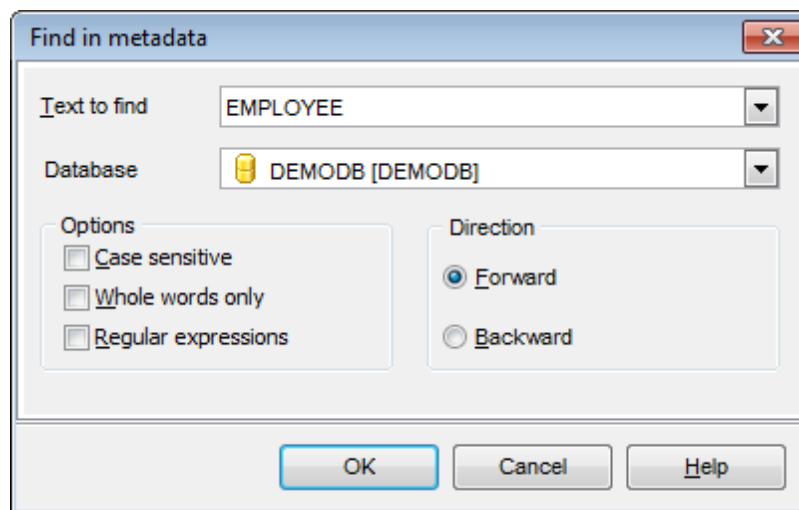 Find in metadata
Text to find EMPLOYEE
Database DEMODB [DEMODB]
Options
Case sensitive
Whole words only
Regular expressions
Direction
Forward
Backward
OK Cancel Help